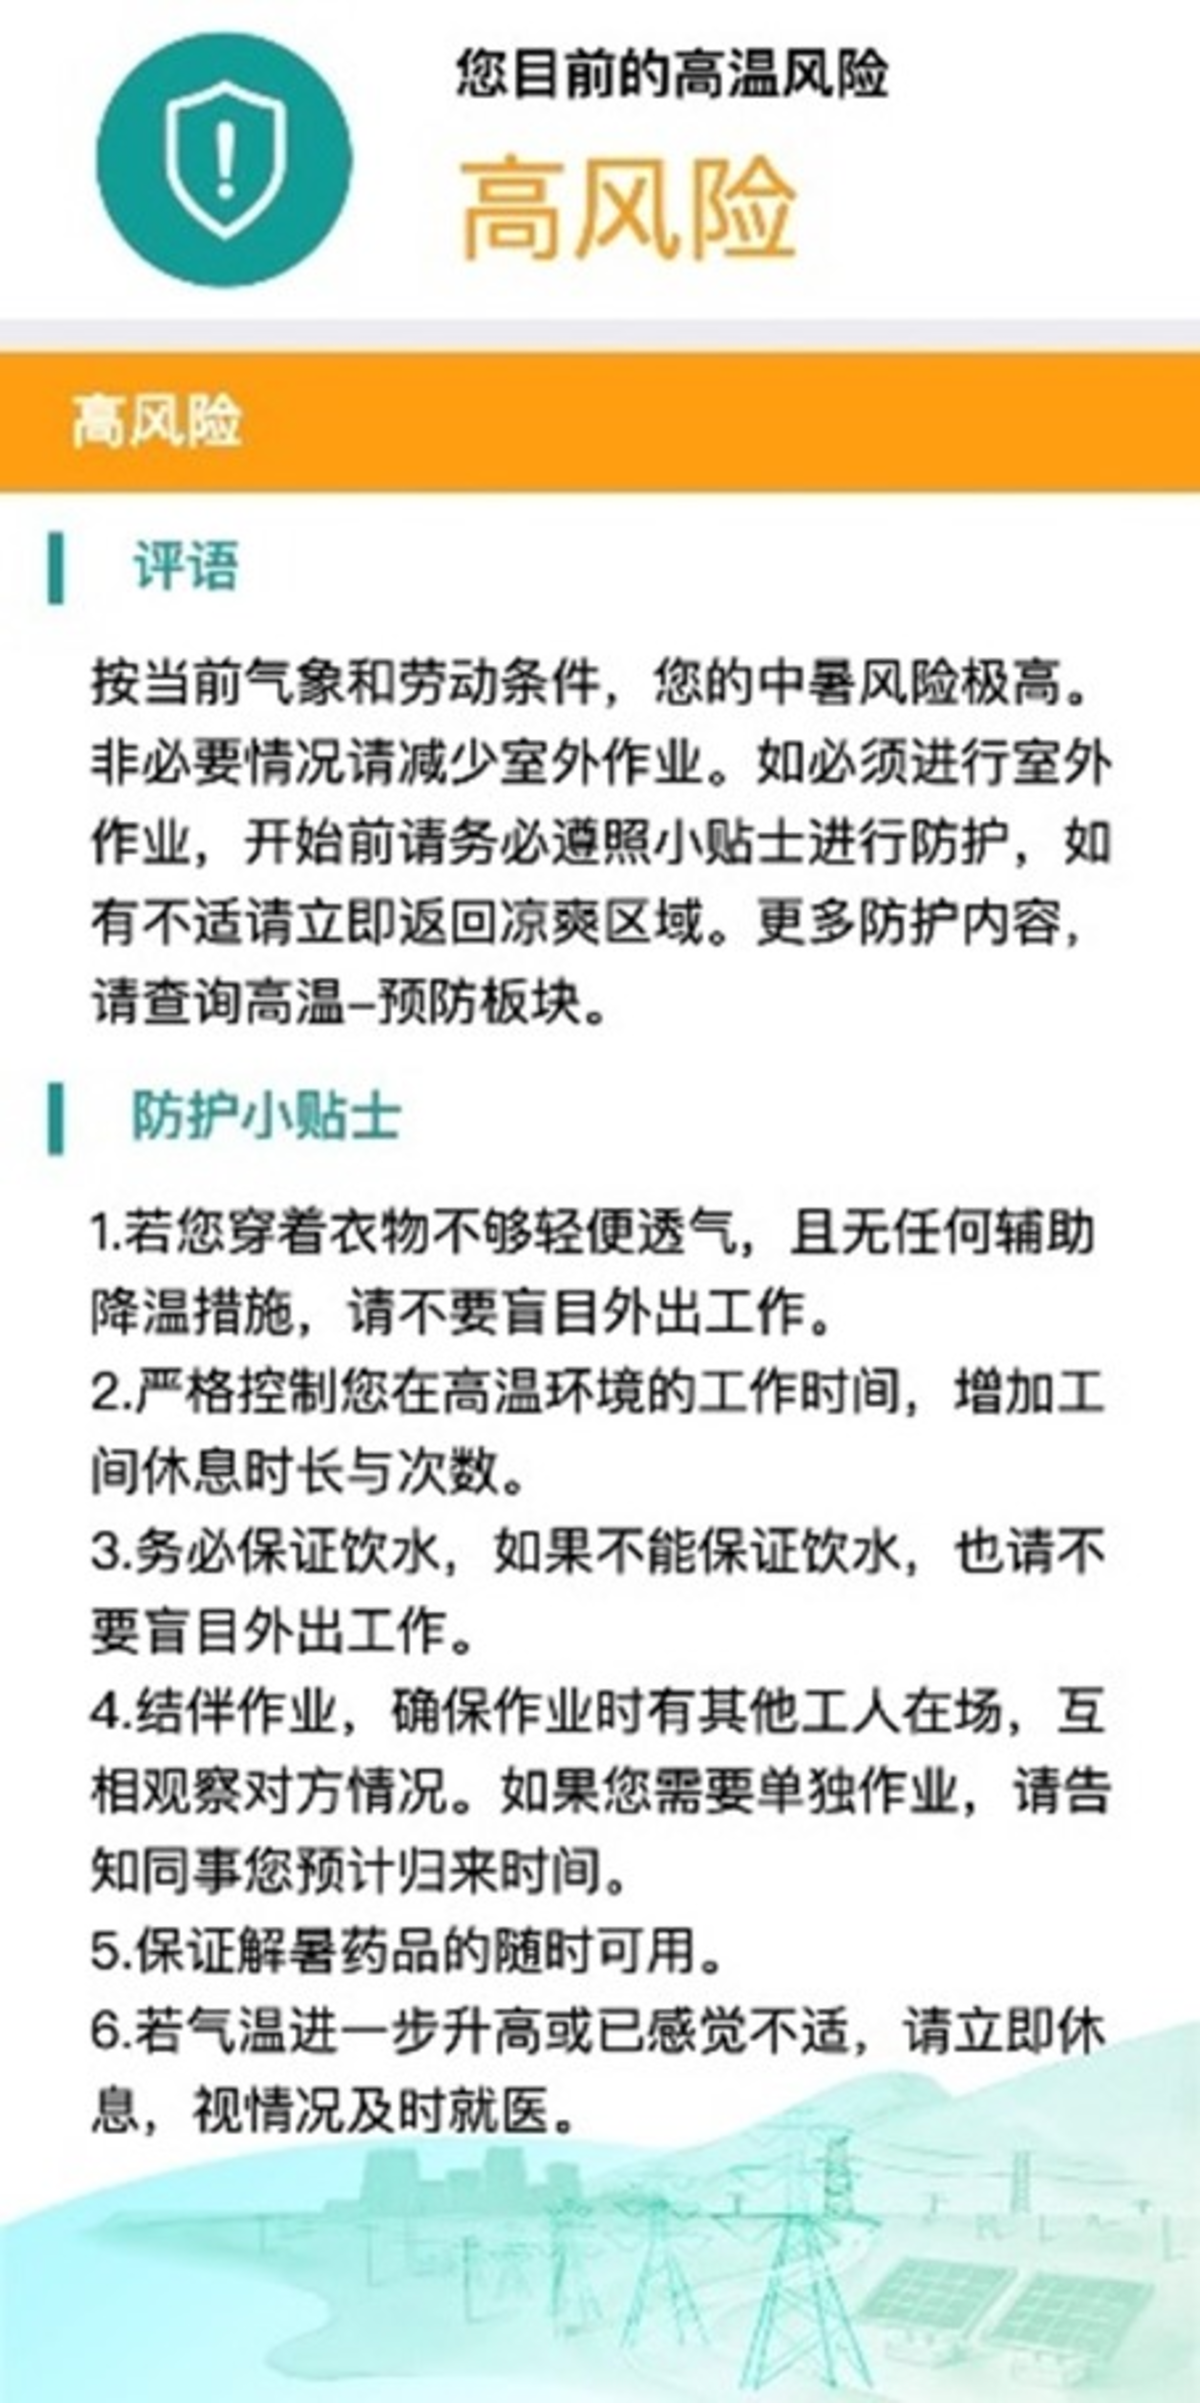 您目前的高温风险
高风险
高风险
评语
按当前气象和劳动条件，您的中暑风险极高。
非必要情况请减少室外作业。如必须进行室外
作业，开始前请务必遵照小贴士进行防护，如
有不适请立即返回凉爽区域。更多防护内容，
请查询高温-预防板块。
防护小贴士
1.若您穿着衣物不够轻便透气，且无任何辅助
降温措施，请不要盲目外出工作。
2.严格控制您在高温环境的工作时间，增加工
间休息时长与次数。
3.务必保证饮水，如果不能保证饮水，也请不
要盲目外出工作。
4.结伴作业，确保作业时有其他工人在场，互
相观察对方情况。如果您需要单独作业，请告
知同事您预计归来时间。
5.保证解暑药品的随时可用。
6.若气温进一步升高或已感觉不适，请立即休
息，视情况及时就医。